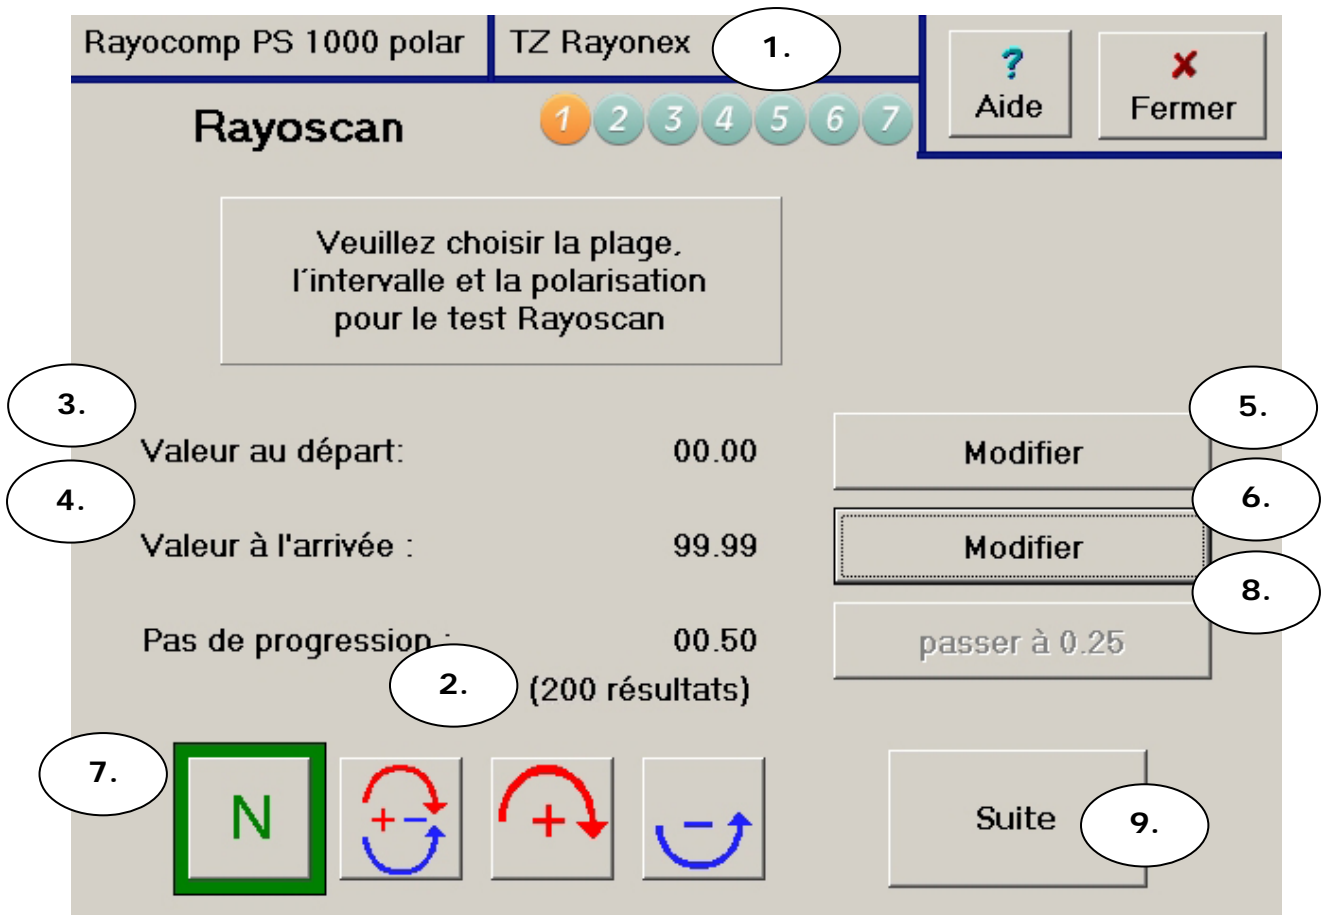 Rayocomp PS 1000 polar
TZ Rayonex
1.
?
Aide
✘
Fermer
Rayoscan
1 2 3 4 5 6 7
Veuillez choisir la plage,
l´intervalle et la polarisation
pour le test Rayoscan
3.
5.
Valeur au départ:
00.00
Modifier
4.
6.
Valeur à l'arrivée :
99.99
Modifier
8.
Pas de progression :
00.50
passer à 0.25
2.
(200 résultats)
7.
N
+ -
+
-
Suite
9.